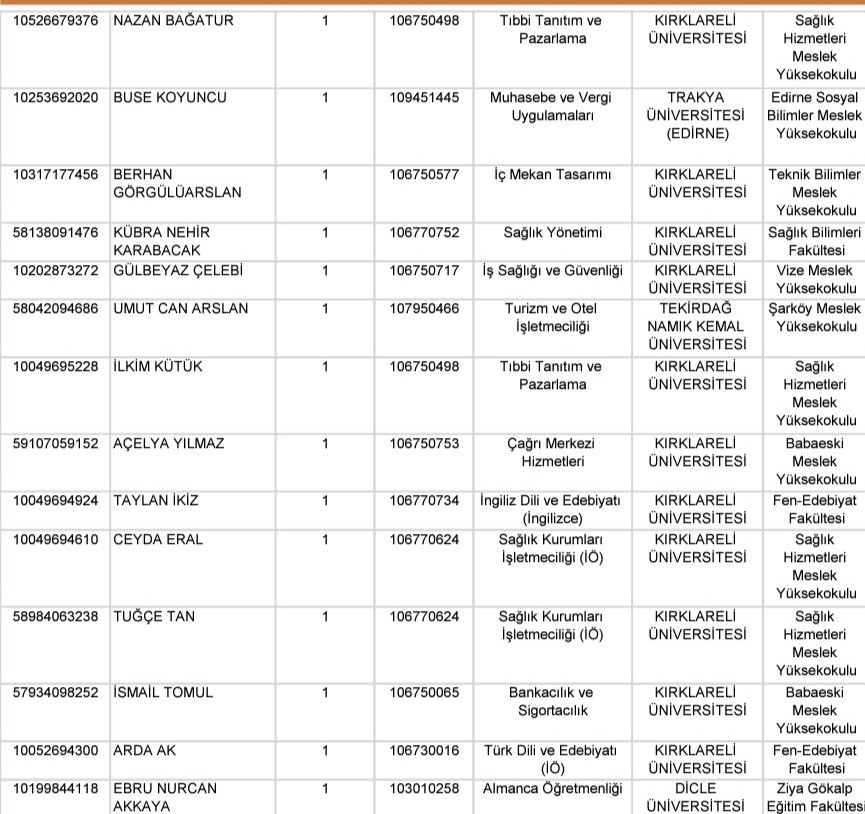 10526679376 NAZAN BAĞATUR 1 106750498 Tıbbi Tanıtım ve Pazarlama KIRKLARELİ ÜNİVERSİTESİ Sağlık Hizmetleri Meslek Yüksekokulu
10253692020 BUSE KOYUNCU 1 109451445 Muhasebe ve Vergi Uygulamaları TRAKYA ÜNİVERSİTESİ (EDİRNE) Edirne Sosyal Bilimler Meslek Yüksekokulu
10317177456 BERHAN GÖRGÜLÜARSLAN 1 106750577 İç Mekan Tasarımı KIRKLARELİ ÜNİVERSİTESİ Teknik Bilimler Meslek Yüksekokulu
58138091476 KÜBRA NEHİR KARABACAK 1 106770752 Sağlık Yönetimi KIRKLARELİ ÜNİVERSİTESİ Sağlık Bilimleri Fakültesi
10202873272 GÜLBEYAZ ÇELEBİ 1 106750717 İş Sağlığı ve Güvenliği KIRKLARELİ ÜNİVERSİTESİ Vize Meslek Yüksekokulu
58042094686 UMUT CAN ARSLAN 1 107950466 Turizm ve Otel İşletmeciliği TEKİRDAĞ NAMIK KEMAL ÜNİVERSİTESİ Şarköy Meslek Yüksekokulu
10049695228 İLKİM KÜTÜK 1 106750498 Tıbbi Tanıtım ve Pazarlama KIRKLARELİ ÜNİVERSİTESİ Sağlık Hizmetleri Meslek Yüksekokulu
59107059152 AÇELYA YILMAZ 1 106750753 Çağrı Merkezi Hizmetleri KIRKLARELİ ÜNİVERSİTESİ Babaeski Meslek Yüksekokulu
10049694924 TAYLAN İKİZ 1 106770734 İngiliz Dili ve Edebiyatı (İngilizce) KIRKLARELİ ÜNİVERSİTESİ Fen-Edebiyat Fakültesi
10049694610 CEYDA ERAL 1 106770624 Sağlık Kurumları İşletmeciliği (İÖ) KIRKLARELİ ÜNİVERSİTESİ Sağlık Hizmetleri Meslek Yüksekokulu
58984063238 TUĞÇE TAN 1 106770624 Sağlık Kurumları İşletmeciliği (İÖ) KIRKLARELİ ÜNİVERSİTESİ Sağlık Hizmetleri Meslek Yüksekokulu
57934098252 İSMAİL TOMUL 1 106750065 Bankacılık ve Sigortacılık KIRKLARELİ ÜNİVERSİTESİ Babaeski Meslek Yüksekokulu
10052694300 ARDA AK 1 106730016 Türk Dili ve Edebiyatı (İÖ) KIRKLARELİ ÜNİVERSİTESİ Fen-Edebiyat Fakültesi
10199844118 EBRU NURCAN AKKAYA 1 103010258 Almanca Öğretmenliği DİCLE ÜNİVERSİTESİ Ziya Gökalp Eğitim Fakültesi